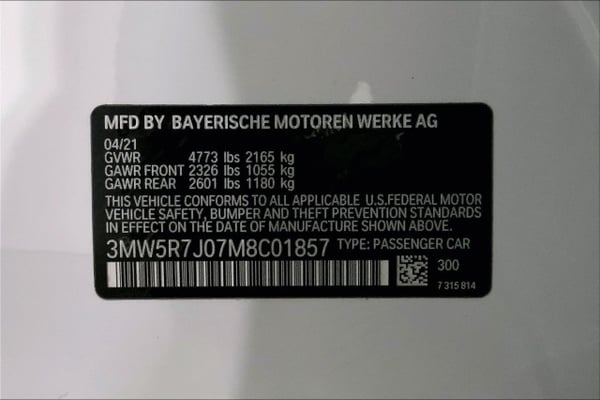 MFD BY BAYERISCHE MOTOREN WERKE AG
04/21
GVWR 4773 lbs 2165 kg
GAWR FRONT 2326 lbs 1055 kg
GAWR REAR 2601 lbs 1180 kg
THIS VEHICLE CONFORMS TO ALL APPLICABLE U.S.FEDERAL MOTOR
VEHICLE SAFETY, BUMPER AND THEFT PREVENTION STANDARDS
IN EFFECT ON THE DATE OF MANUFACTURE SHOWN ABOVE.
3MW5R7J07M8C01857 TYPE: PASSENGER CAR
300
7 315 814